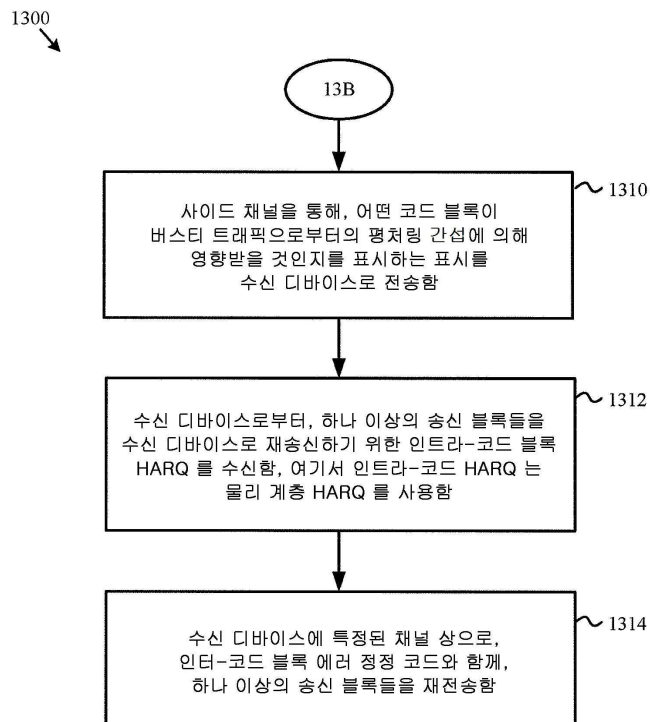 1300
13B
1310
사이드 채널을 통해, 어떤 코드 블록이
버스티 트래픽으로부터의 펑처링 간섭에 의해
영향받을 것인지를 표시하는 표시를
수신 디바이스로 전송함
1312
수신 디바이스로부터, 하나 이상의 송신 블록들을
수신 디바이스로 재송신하기 위한 인트라-코드 블록
HARQ 를 수신함, 여기서 인트라-코드 HARQ 는
물리 계층 HARQ 를 사용함
1314
수신 디바이스에 특정된 채널 상으로,
인터-코드 블록 에러 정정 코드와 함께,
하나 이상의 송신 블록들을 재전송함